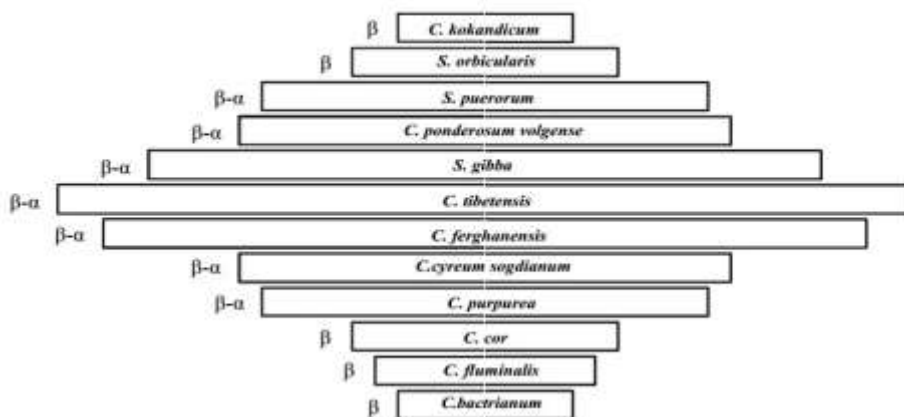 β C. kokandicum
β S. orbicularis
β-α S. puerorum
β-α C. ponderosum volgense
β-α S. gibba
β-α C. tibetensis
β-α C. ferghanensis
β-α C.cyreum sogdianum
β-α C. purpurea
β C. cor
β C. fluminalis
β C.bactrianum